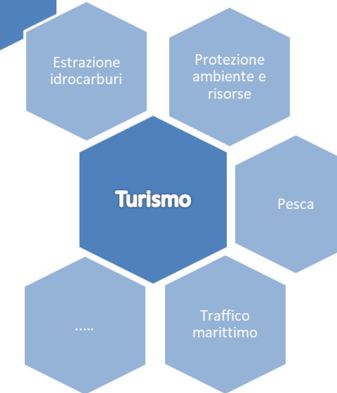 Estrazione
idrocarburi
Protezione
ambiente e
risorse
Turismo
Pesca
.....
Traffico
marittimo